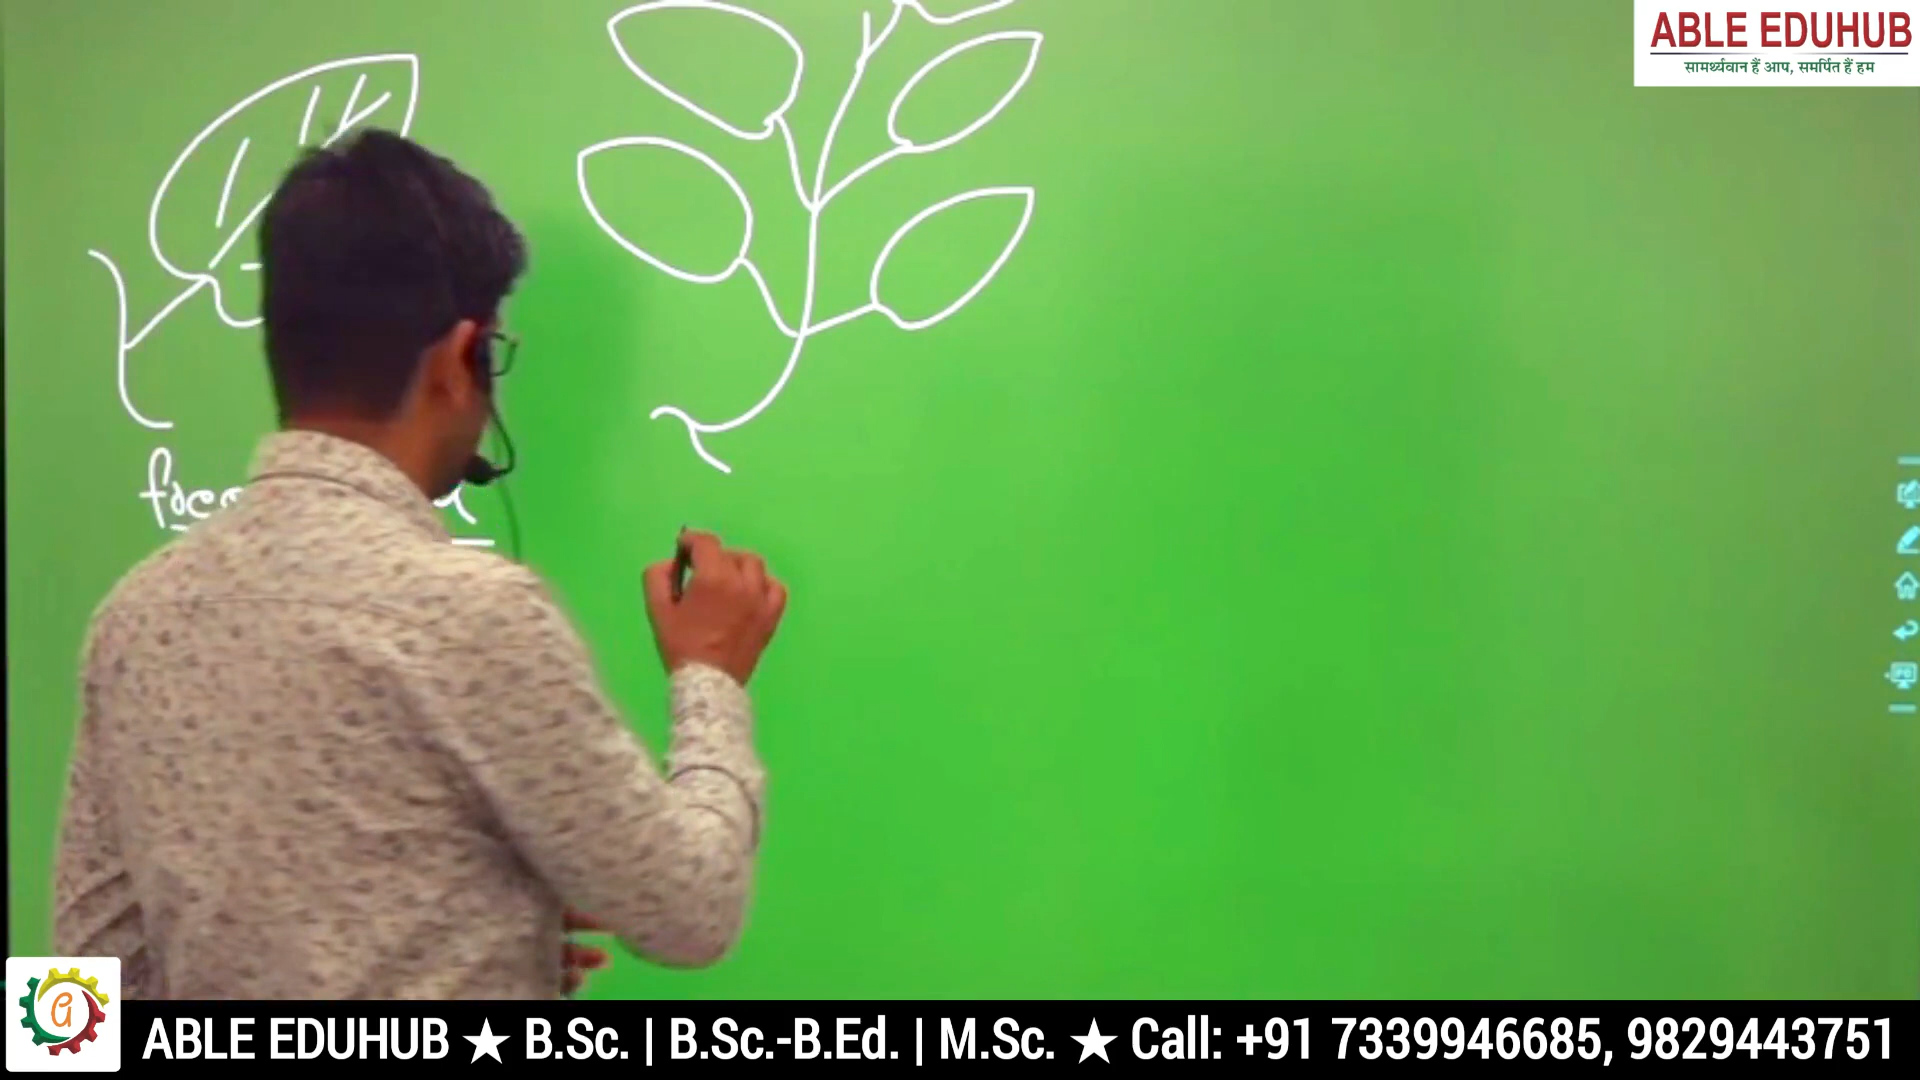 ABLE EDUHUB
सामर्थ्यवान हैं आप, समर्पित हैं हम
ABLE EDUHUB ★ B.Sc. | B.Sc.-B.Ed. | M.Sc. ★ Call: +91 7339946685, 9829443751